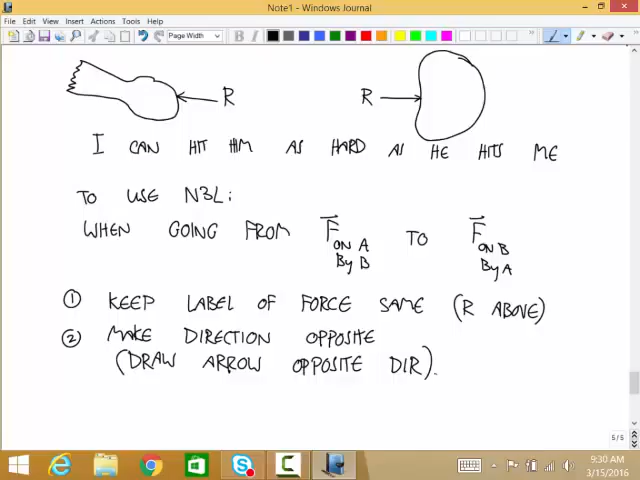 Note1 - Windows Journal
File Edit View Insert Actions Tools Help
Page Width
R
R
I CAN HIT HIM AS HARD AS HE HITS ME
TO USE N3L:
WHEN GOING FROM F ON A By B TO F ON B By A
① KEEP LABEL OF FORCE SAME (R ABOVE)
② MAKE DIRECTION OPPOSITE
(DRAW ARROW OPPOSITE DIR).
5/5
9:30 AM
3/15/2016